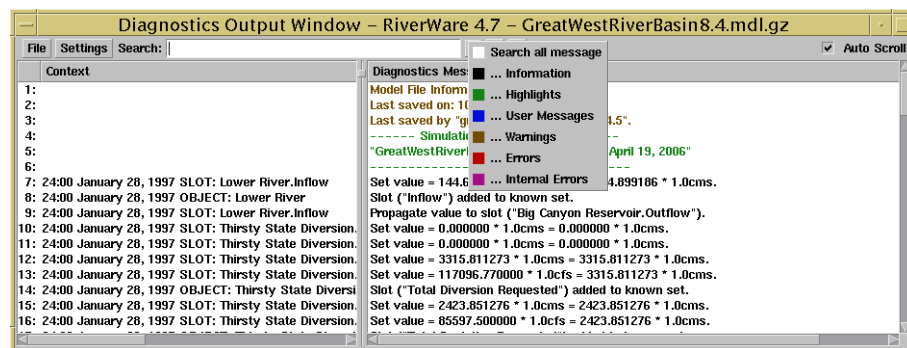 Diagnostics Output Window – RiverWare 4.7 – GreatWestRiverBasin8.4.mdl.gz
File Settings Search: Auto Scroll
Search all message
... Information
... Highlights
... User Messages
... Warnings
... Errors
... Internal Errors
Context Diagnostics Mes
1: Model File Inform
2: Last saved on: 10
3: Last saved by "g 4.5".
4: ------ Simulati
5: "GreatWestRiver April 19, 2006"
6:
7: 24:00 January 28, 1997 SLOT: Lower River.Inflow Set value = 144.6 4.899186 * 1.0cms.
8: 24:00 January 28, 1997 OBJECT: Lower River Slot ("Inflow") added to known set.
9: 24:00 January 28, 1997 SLOT: Lower River.Inflow Propagate value to slot ("Big Canyon Reservoir.Outflow").
10: 24:00 January 28, 1997 SLOT: Thirsty State Diversion. Set value = 0.000000 * 1.0cms = 0.000000 * 1.0cms.
11: 24:00 January 28, 1997 SLOT: Thirsty State Diversion. Set value = 0.000000 * 1.0cms = 0.000000 * 1.0cms.
12: 24:00 January 28, 1997 SLOT: Thirsty State Diversion. Set value = 3315.811273 * 1.0cms = 3315.811273 * 1.0cms.
13: 24:00 January 28, 1997 SLOT: Thirsty State Diversion. Set value = 117096.770000 * 1.0cfs = 3315.811273 * 1.0cms.
14: 24:00 January 28, 1997 OBJECT: Thirsty State Diversi Slot ("Total Diversion Requested") added to known set.
15: 24:00 January 28, 1997 SLOT: Thirsty State Diversion. Set value = 2423.851276 * 1.0cms = 2423.851276 * 1.0cms.
16: 24:00 January 28, 1997 SLOT: Thirsty State Diversion. Set value = 85597.500000 * 1.0cfs = 2423.851276 * 1.0cms.